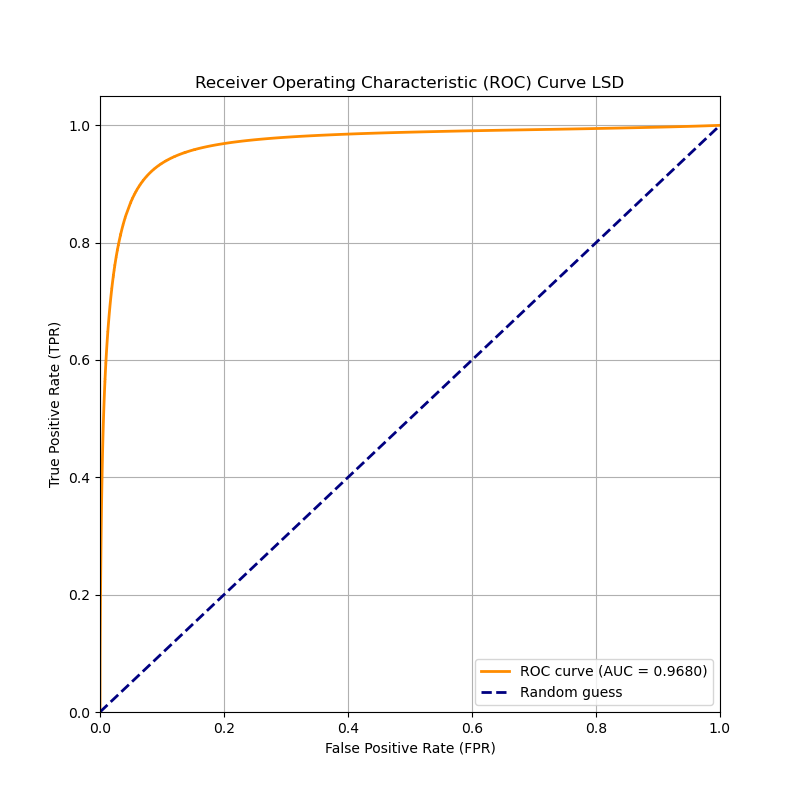 Receiver Operating Characteristic (ROC) Curve LSD
1.0
0.8
0.6
0.4
0.2
0.0
True Positive Rate (TPR)
ROC curve (AUC = 0.9680)
Random guess
0.0 0.2 0.4 0.6 0.8 1.0
False Positive Rate (FPR)